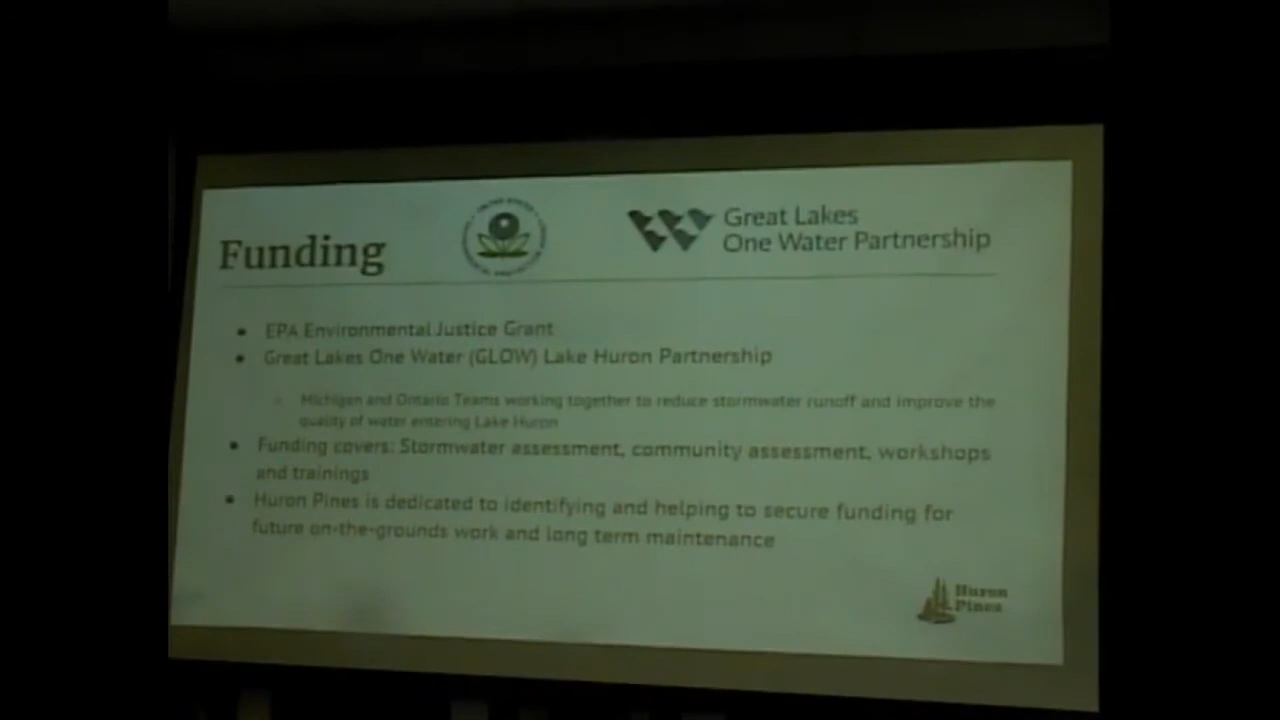 Funding
UNITED STATES
Great Lakes
One Water Partnership
• EPA Environmental Justice Grant
• Great Lakes One Water (GLOW) Lake Huron Partnership
Michigan and Ontario Teams working together to reduce stormwater runoff and improve the
quality of water entering Lake Huron
• Funding covers: Stormwater assessment, community assessment, workshops
and trainings
• Huron Pines is dedicated to identifying and helping to secure funding for
future on-the-grounds work and long term maintenance
Huron
Pines